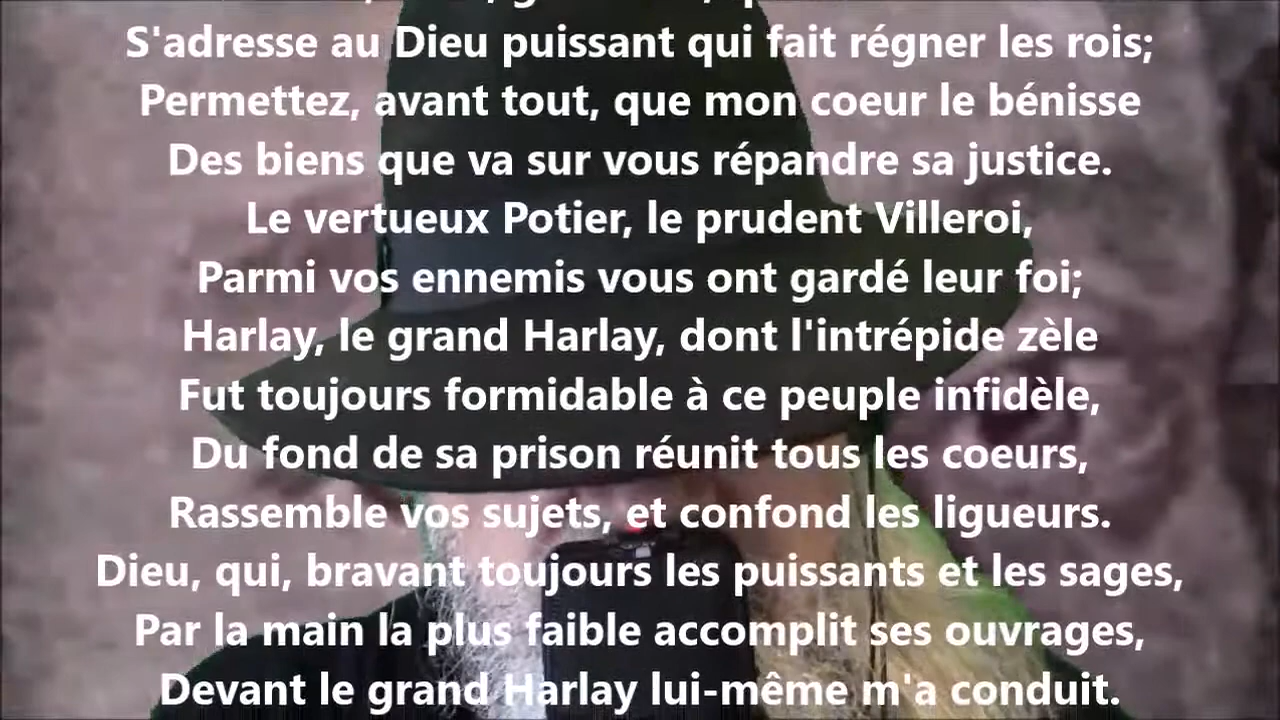 S'adresse au Dieu puissant qui fait régner les rois;
Permettez, avant tout, que mon coeur le bénisse
Des biens que va sur vous répandre sa justice.
Le vertueux Potier, le prudent Villeroi,
Parmi vos ennemis vous ont gardé leur foi;
Harlay, le grand Harlay, dont l'intrépide zèle
Fut toujours formidable à ce peuple infidèle,
Du fond de sa prison réunit tous les coeurs,
Rassemble vos sujets, et confond les ligueurs.
Dieu, qui, bravant toujours les puissants et les sages,
Par la main la plus faible accomplit ses ouvrages,
Devant le grand Harlay lui-même m'a conduit.